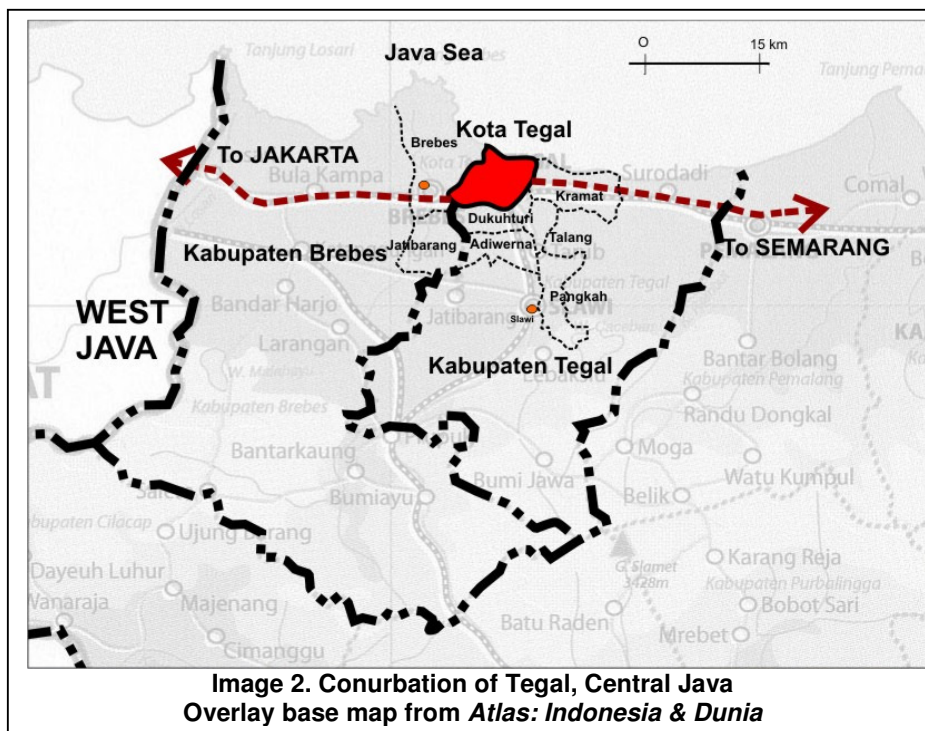 Tanjung Losari
Java Sea
O
15 km
Kota Tegal
Brebes
To JAKARTA
Bula Kampa
Surodadi
Comal
Kramat
Dukuhturi
Jatibarang
Adiwerna
Talang
To SEMARANG
Kabupaten Brebes
Kabupaten Tegal
Pangkah
Bandar Harjo
Jatibarang
SLAWI
Slawi
WEST
JAVA
Larangan
Kabupaten Tegal
Bantar Bolang
Kabupaten Pemalang
Randu Dongkal
Kabupaten Brebes
Bantarkaung
Moga
Bumi Jawa
Watu Kumpul
Bumiayu
Belik
Kabupaten Cilacap
Ujung Barang
G. Slamet
3428m
Karang Reja
Kabupaten Purbalingga
Dayeuh Luhur
Wanaraja
Majenang
Batu Raden
Bobot Sari
Mrebet
Cimanggu
Image 2. Conurbation of Tegal, Central Java
Overlay base map from Atlas: Indonesia & Dunia